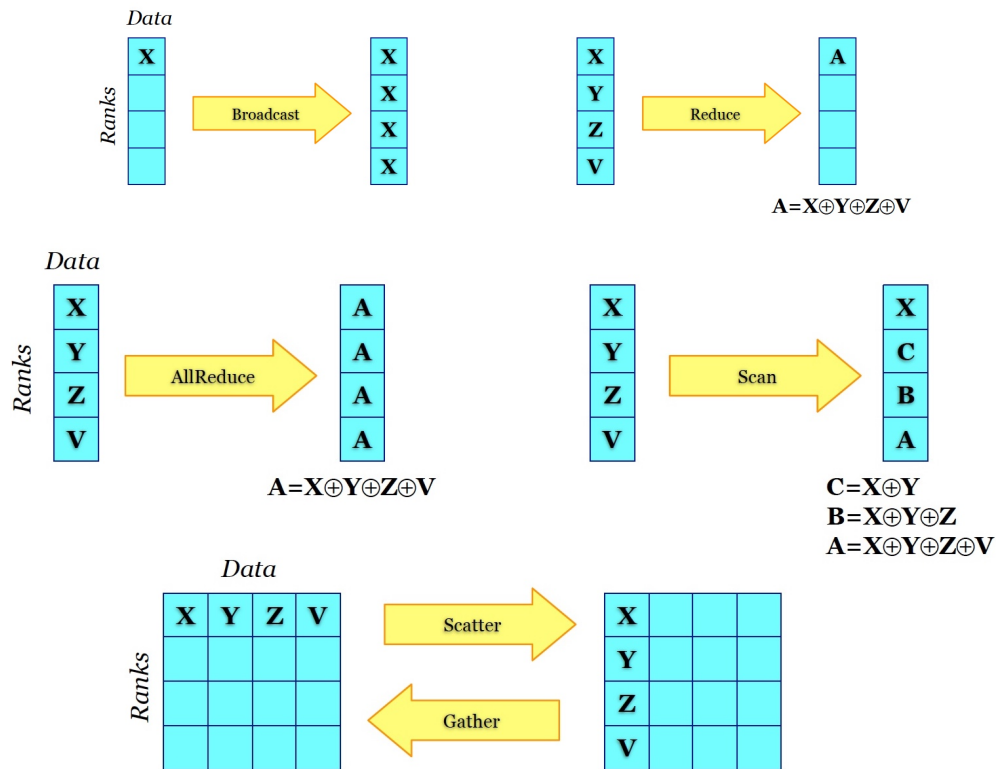 Data
Ranks
X
Broadcast
X
X
X
X
X
Y
Z
V
Reduce
A
A=X⊕Y⊕Z⊕V
Data
Ranks
X
Y
Z
V
AllReduce
A
A
A
A
A=X⊕Y⊕Z⊕V
X
Y
Z
V
Scan
X
C
B
A
C=X⊕Y
B=X⊕Y⊕Z
A=X⊕Y⊕Z⊕V
Data
Ranks
X Y Z V
Scatter
Gather
X
Y
Z
V